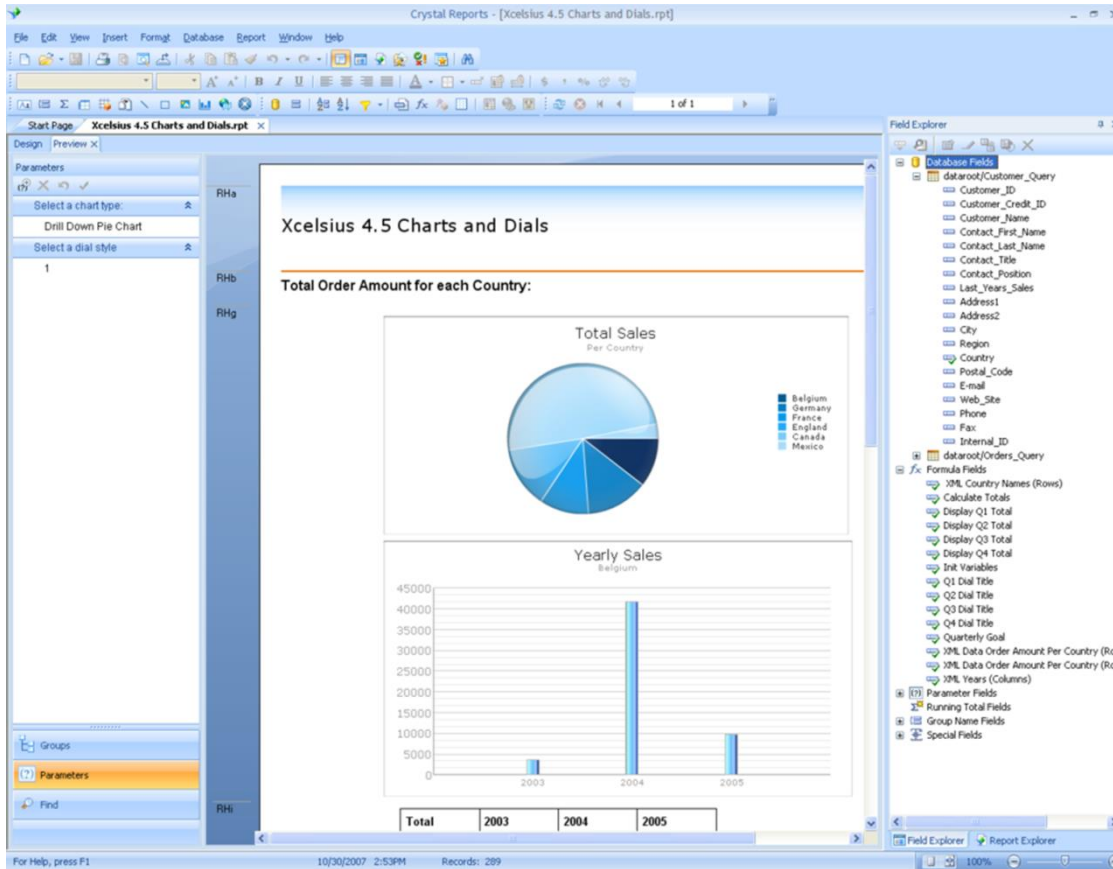 Crystal Reports - [Xcelsius 4.5 Charts and Dials.rpt]
File Edit View Insert Format Database Report Window Help
1 of 1
Start Page Xcelsius 4.5 Charts and Dials.rpt
Design Preview
Parameters
Select a chart type:
Drill Down Pie Chart
Select a dial style
1
Groups
Parameters
Find
RHa
Xcelsius 4.5 Charts and Dials
RHb
Total Order Amount for each Country:
RHg
Total Sales
Per Country
Belgium
Germany
France
England
Canada
Mexico
Yearly Sales
Belgium
45000
40000
35000
30000
25000
20000
15000
10000
5000
0
2003 2004 2005
RHi
Total 2003 2004 2005
Field Explorer
Database Fields
dataroot/Customer_Query
Customer_ID
Customer_Credit_ID
Customer_Name
Contact_First_Name
Contact_Last_Name
Contact_Title
Contact_Position
Last_Years_Sales
Address1
Address2
City
Region
Country
Postal_Code
E-mail
Web_Site
Phone
Fax
Internal_ID
dataroot/Orders_Query
Formula Fields
XML Country Names (Rows)
Calculate Totals
Display Q1 Total
Display Q2 Total
Display Q3 Total
Display Q4 Total
Init Variables
Q1 Dial Title
Q2 Dial Title
Q3 Dial Title
Q4 Dial Title
Quarterly Goal
XML Data Order Amount Per Country (Ro
XML Data Order Amount Per Country (Ro
XML Years (Columns)
Parameter Fields
Running Total Fields
Group Name Fields
Special Fields
Field Explorer Report Explorer
For Help, press F1 10/30/2007 2:53PM Records: 289 100%